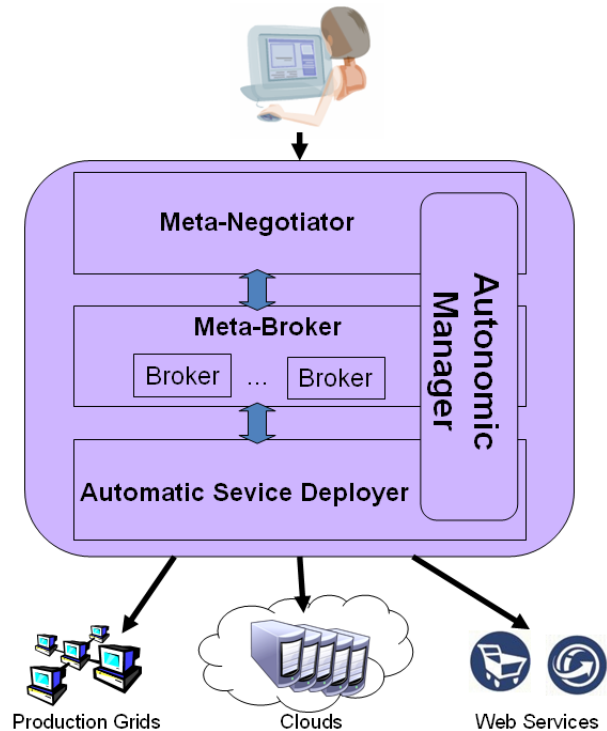 Meta-Negotiator
Autonomic
Manager
Meta-Broker
Broker ... Broker
Automatic Sevice Deployer
Production Grids
Clouds
Web Services